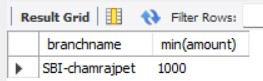 Result Grid Filter Rows:
branchname min(amount)
SBI-chamrajpet 1000